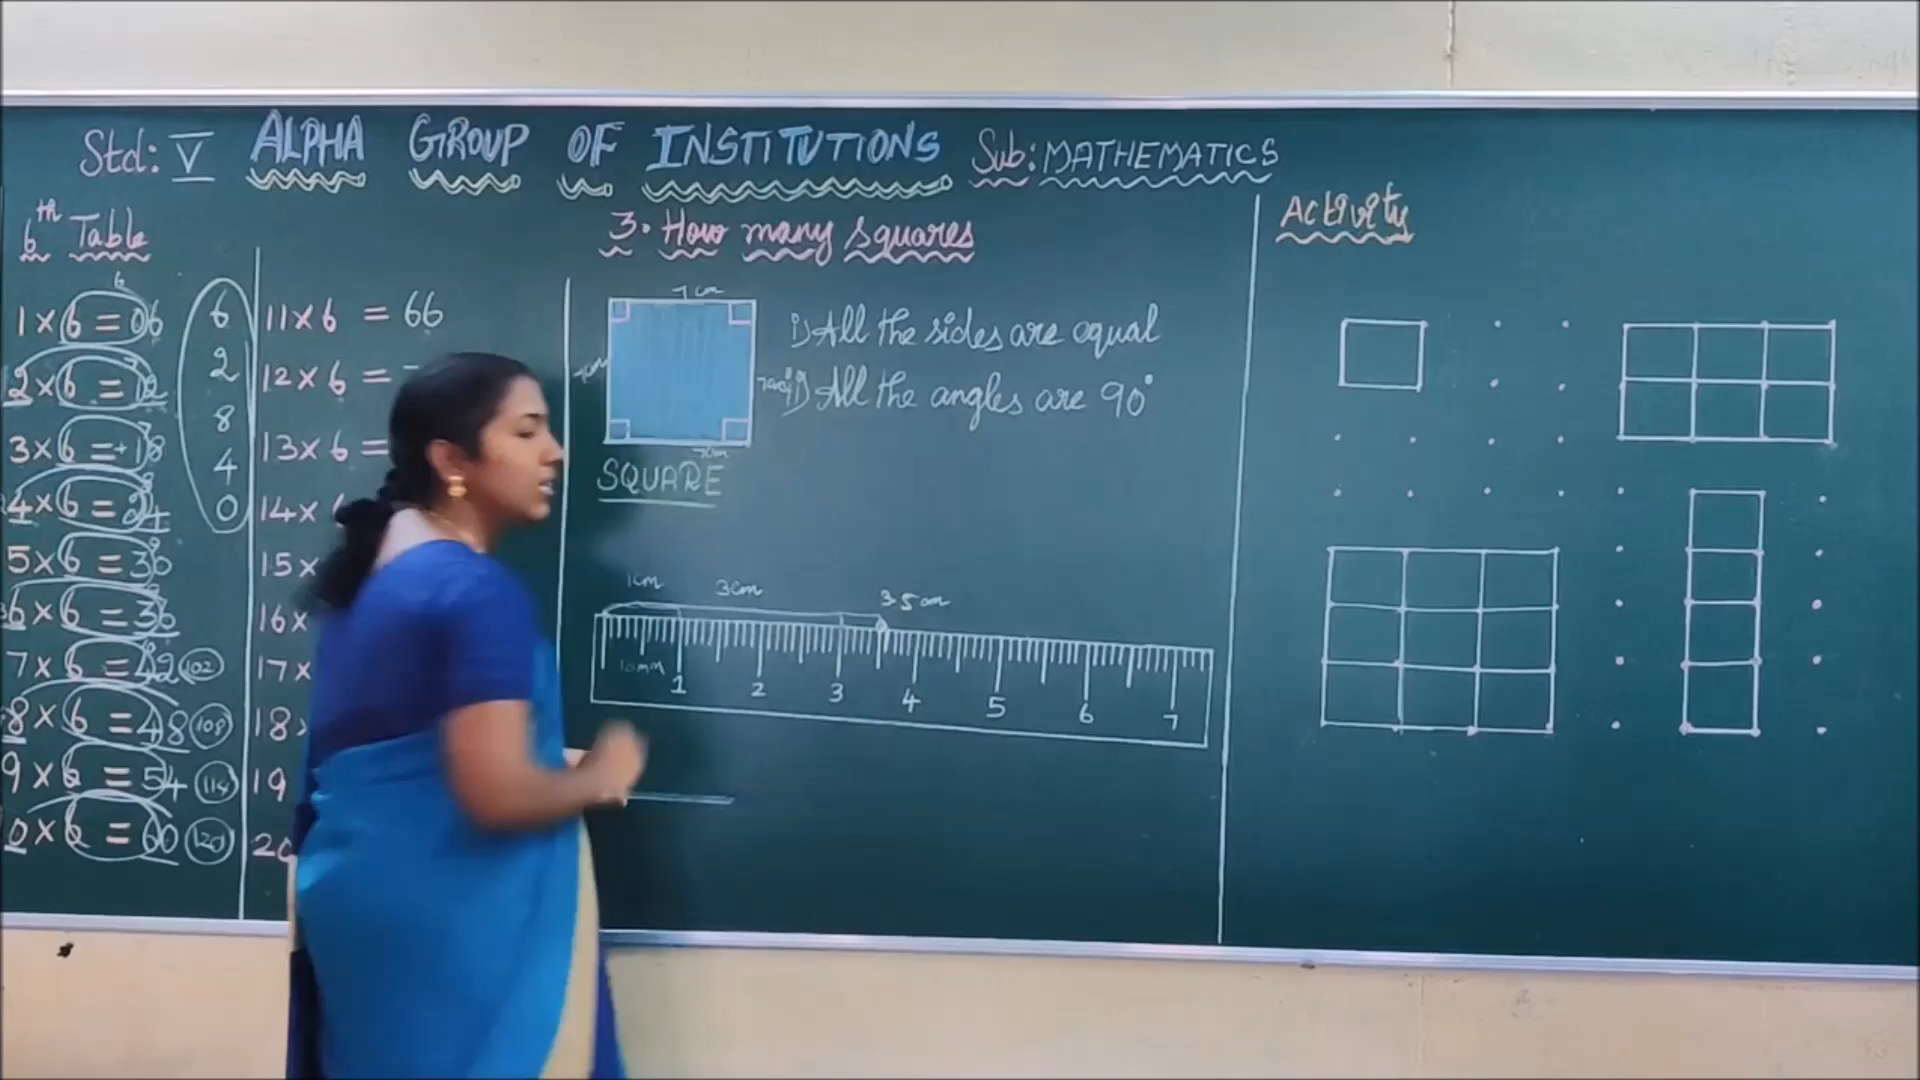 Std: V ALPHA GROUP OF INSTITUTIONS Sub: MATHEMATICS
6th Table
3. How many squares
Activity
1 × 6 = 06
2 × 6 = 12
3 × 6 = 18
4 × 6 = 24
5 × 6 = 30
6 × 6 = 36
7 × 6 = 42 102
8 × 6 = 48 108
9 × 6 = 54 114
0 × 6 = 60 120
6
2
8
4
0
11 × 6 = 66
12 × 6 =
13 × 6 =
14 ×
15 ×
16 ×
17 ×
18
19
20
i) All the sides are equal
ii) All the angles are 90°
SQUARE
1cm 3cm 3.5cm
10mm
1 2 3 4 5 6 7